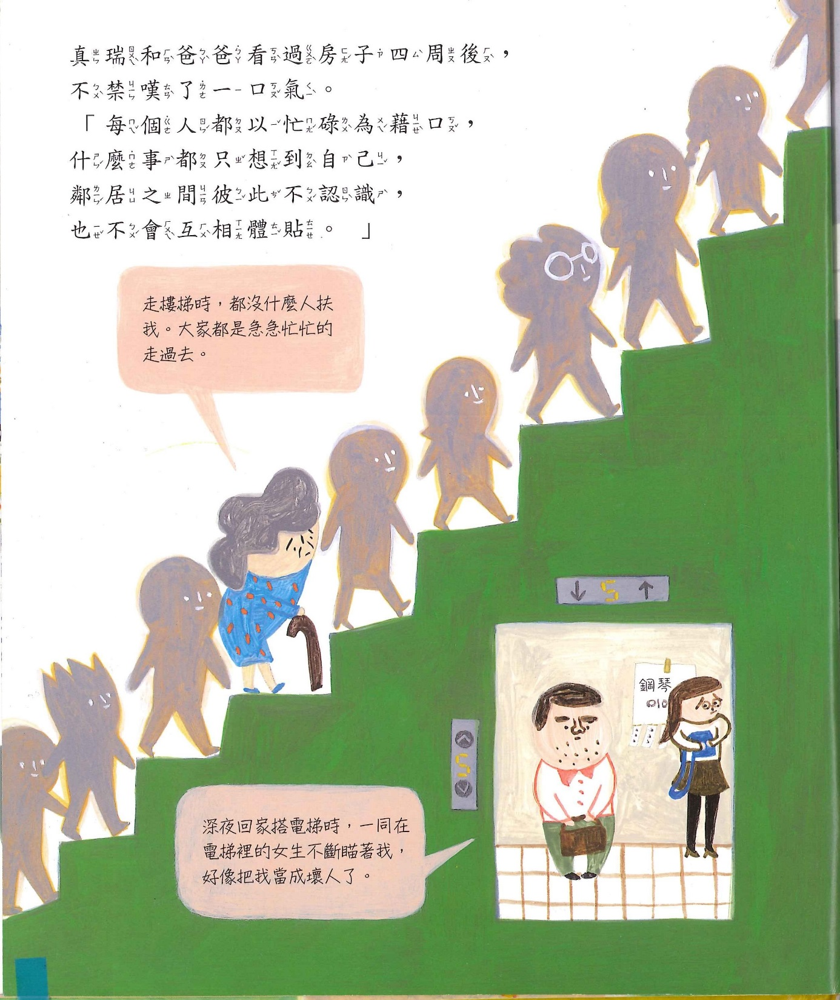 真瑞和爸爸看過房子四周後，
不禁嘆了一口氣。
「每個人都以忙碌為藉口，
什麼事都只想到自己，
鄰居之間彼此不認識，
也不會互相體貼。」
走樓梯時，都沒什麼人扶
我。大家都是急急忙忙的
走過去。
↓ 5 ↑
鋼琴
010
5
深夜回家搭電梯時，一同在
電梯裡的女生不斷瞄著我，
好像把我當成壞人了。